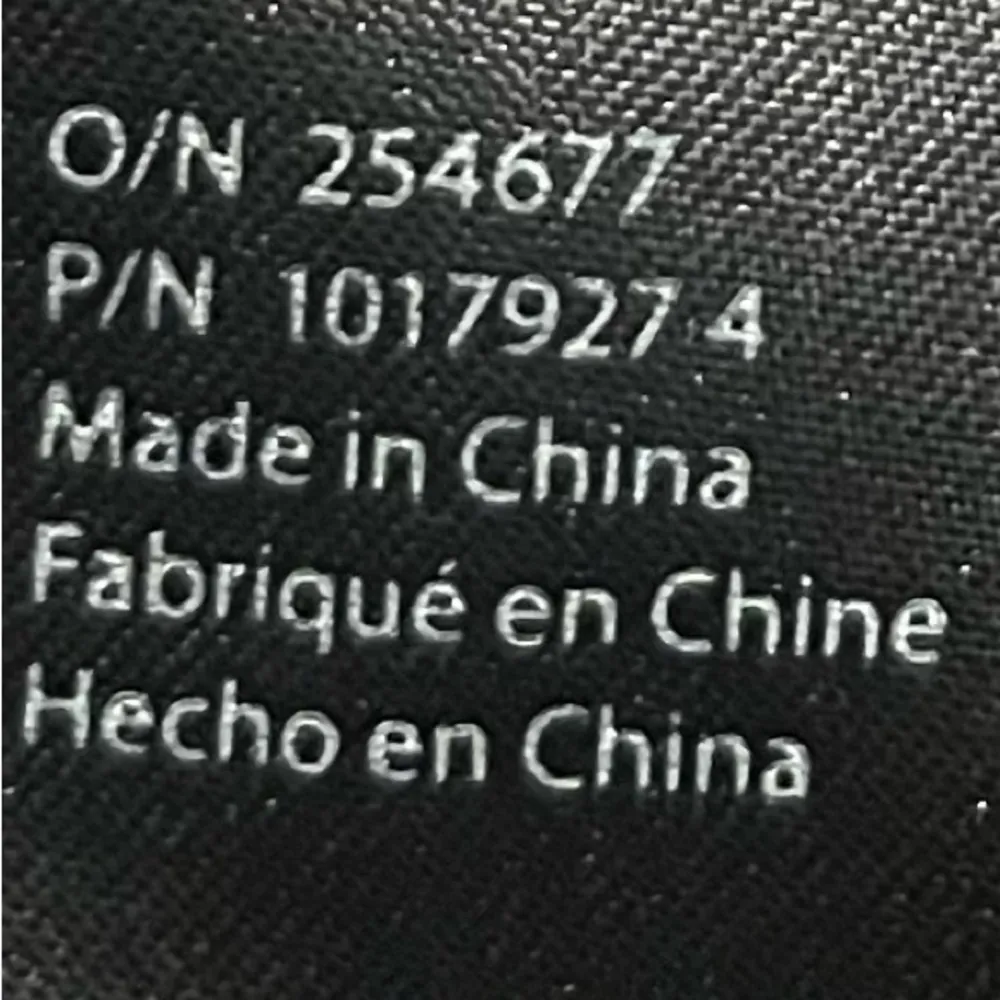 O/N 254677
P/N 1017927 4
Made in China
Fabriqué en Chine
Hecho en China